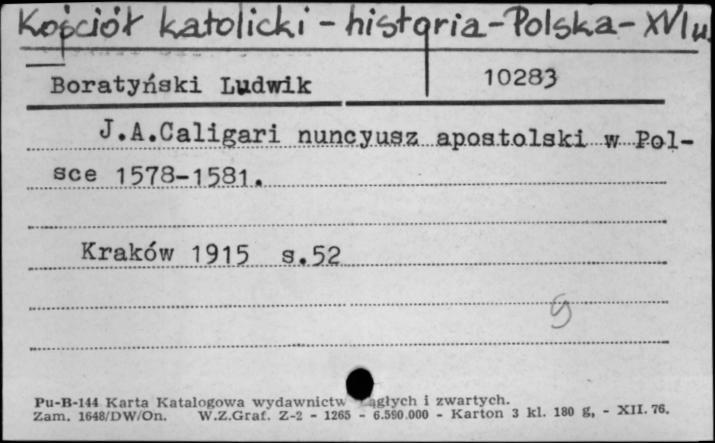 Kościół katolicki - historia - Polska - XVI w.
Boratyński Ludwik 10283
J.A.Caligari nuncyusz apostolski w Pol-
sce 1578-1581.
Kraków 1915 s.52
Pu-B-144 Karta Katalogowa wydawnictw ągłych i zwartych.
Zam. 1648/DW/On. W.Z.Graf. Z-2 - 1265 - 6.590.000 - Karton 3 kl. 180 g, - XII. 76.